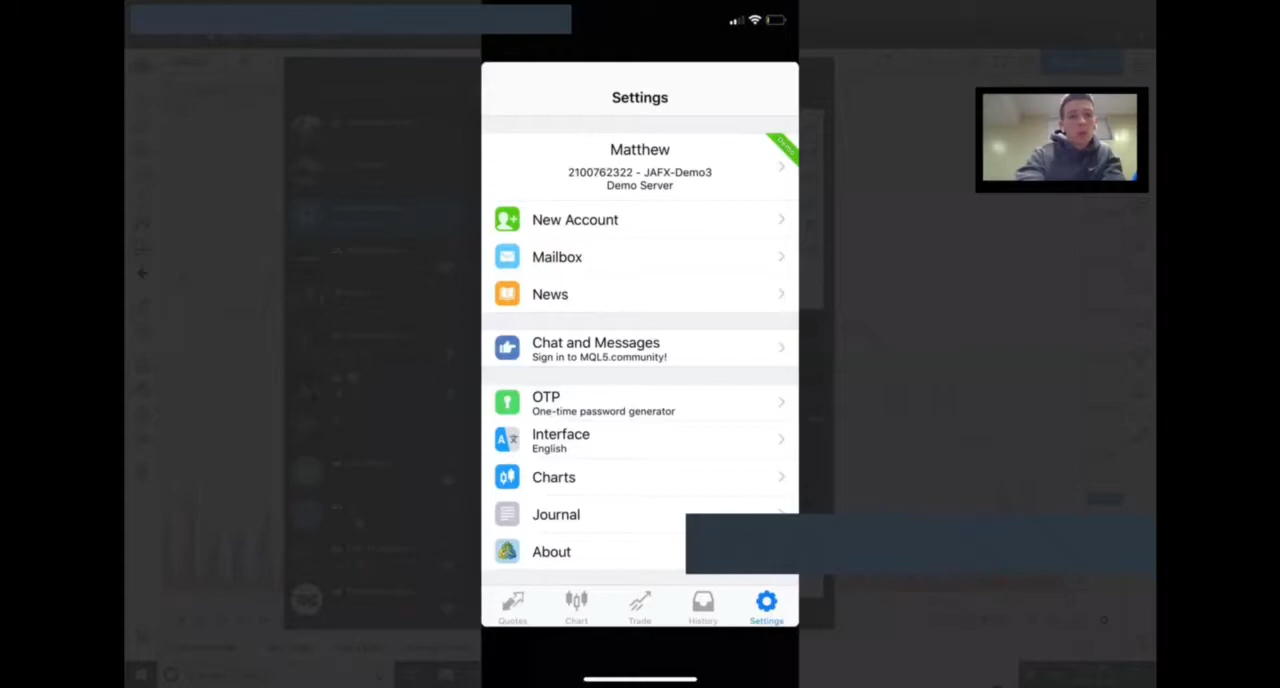 Settings
Matthew
Demo
2100762322 - JAFX-Demo3
Demo Server
New Account
Mailbox
News
Chat and Messages
Sign in to MQL5.community!
OTP
One-time password generator
Interface
English
Charts
Journal
About
Quotes
Chart
Trade
History
Settings